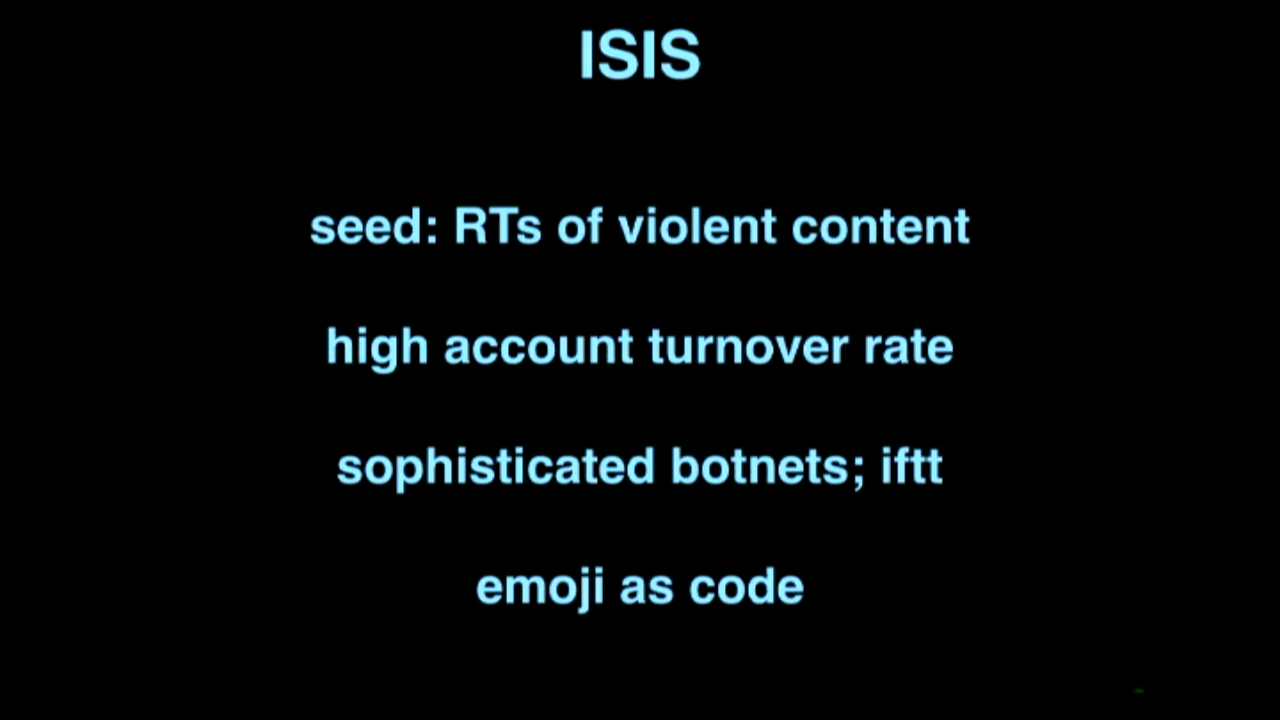 ISIS
seed: RTs of violent content
high account turnover rate
sophisticated botnets; iftt
emoji as code